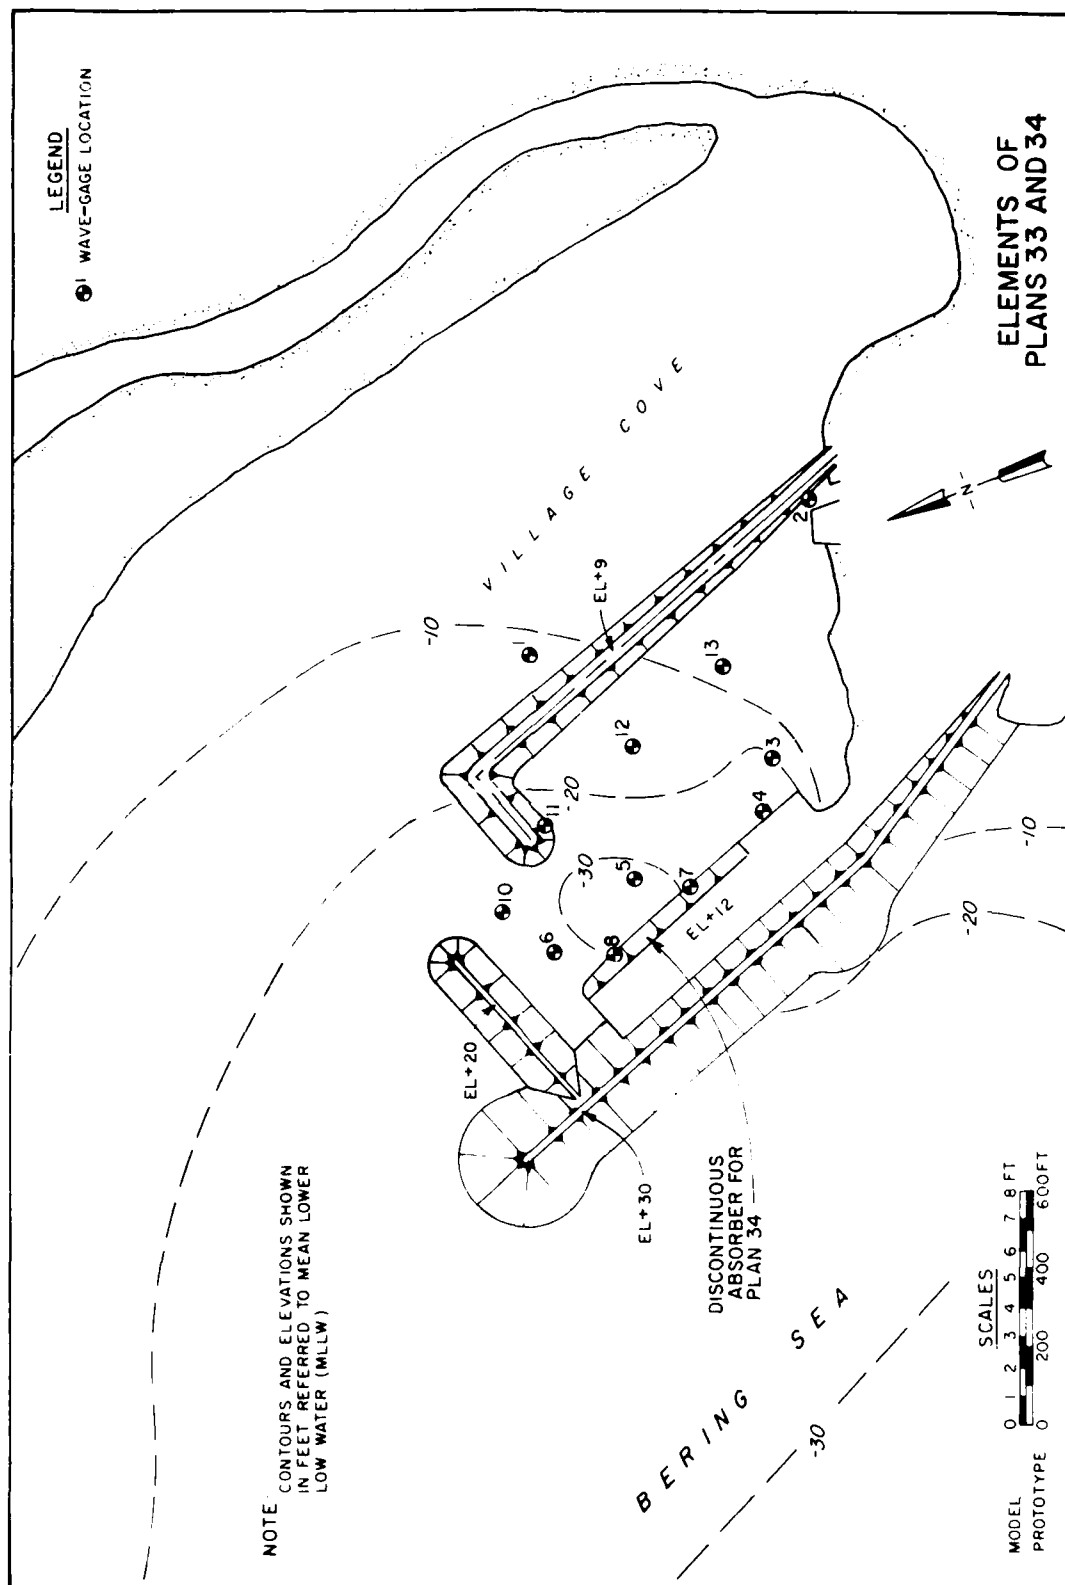 LEGEND
1 WAVE-GAGE LOCATION
NOTE
CONTOURS AND ELEVATIONS SHOWN
IN FEET REFERRED TO MEAN LOWER
LOW WATER (MLLW)
VILLAGE COVE
-10
1
EL+9
2
N
13
12
3
-20
11
4
10
5
-30
7
6
8
EL+12
EL+20
EL+30
-10
-20
DISCONTINUOUS
ABSORBER FOR
PLAN 34
BERING SEA
-30
SCALES
MODEL 0 1 2 3 4 5 6 7 8 FT
PROTOTYPE 0 200 400 600FT
ELEMENTS OF
PLANS 33 AND 34